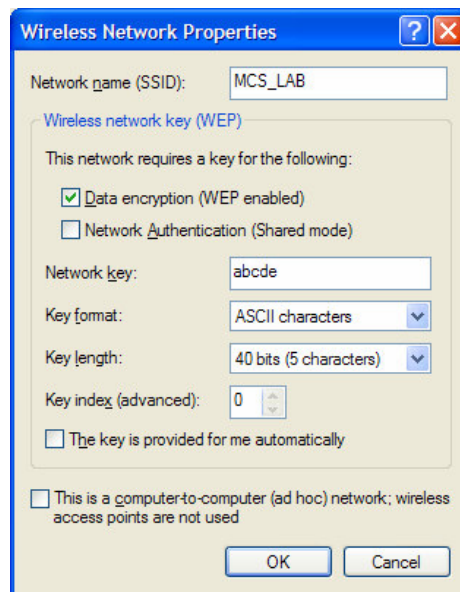 Wireless Network Properties
?
X
Network name (SSID): MCS_LAB
Wireless network key (WEP)
This network requires a key for the following:
Data encryption (WEP enabled)
Network Authentication (Shared mode)
Network key: abcde
Key format: ASCII characters
Key length: 40 bits (5 characters)
Key index (advanced): 0
The key is provided for me automatically
This is a computer-to-computer (ad hoc) network; wireless
access points are not used
OK Cancel